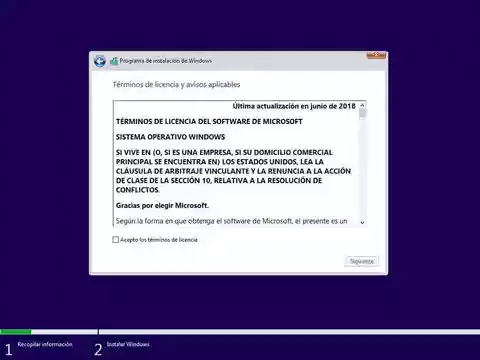 Programa de instalación de Windows
Términos de licencia y avisos aplicables
Última actualización en junio de 2018
TÉRMINOS DE LICENCIA DEL SOFTWARE DE MICROSOFT
SISTEMA OPERATIVO WINDOWS
SI VIVE EN (O, SI ES UNA EMPRESA, SI SU DOMICILIO COMERCIAL
PRINCIPAL SE ENCUENTRA EN) LOS ESTADOS UNIDOS, LEA LA
CLÁUSULA DE ARBITRAJE VINCULANTE Y LA RENUNCIA A LA ACCIÓN
DE CLASE DE LA SECCIÓN 10, RELATIVA A LA RESOLUCIÓN DE
CONFLICTOS.
Gracias por elegir Microsoft.
Según la forma en que obtenga el software de Microsoft, el presente es un
Acepto los términos de licencia
Siguiente
1 Recopilar información
2 Instalar Windows